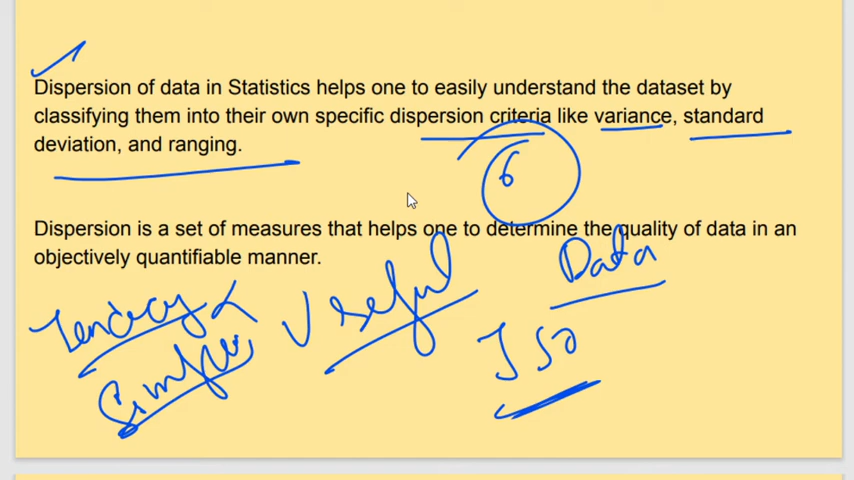 Dispersion of data in Statistics helps one to easily understand the dataset by
classifying them into their own specific dispersion criteria like variance, standard
deviation, and ranging.
6
Dispersion is a set of measures that helps one to determine the quality of data in an
objectively quantifiable manner.
Data
Useful